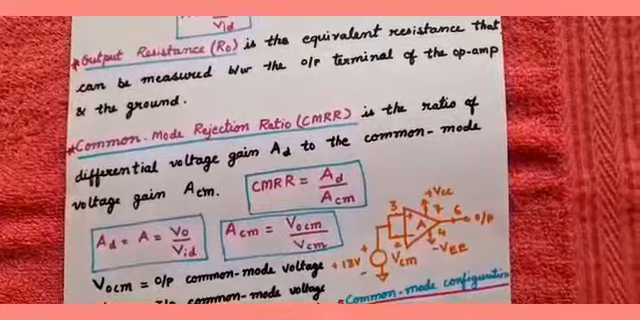 Vid
*Output Resistance (Ro) is the equivalent resistance that
can be measured b/w the o/p terminal of the op-amp
& the ground.
*Common-Mode Rejection Ratio (CMRR) is the ratio of
differential voltage gain Ad to the common-mode
voltage gain Acm.
CMRR = Ad/Acm
Ad = A = Vo/Vid
Acm = Vocm/Vcm
3 +Vcc 7 6 o/p
A
2 4 -VEE
+ 13V Vcm
Vocm = o/p common-mode voltage
common-mode voltage
*Common-mode configuration